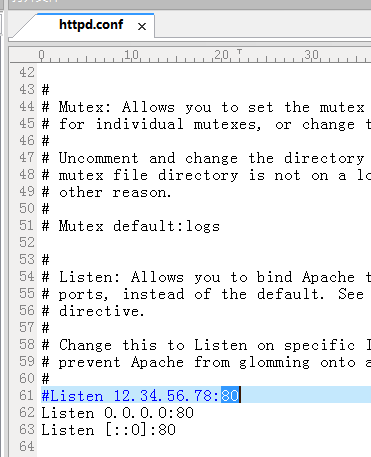 httpd.conf x
0 10 20 30
42
43 #
44 # Mutex: Allows you to set the mutex
45 # for individual mutexes, or change t
46 #
47 # Uncomment and change the directory
48 # mutex file directory is not on a lo
49 # other reason.
50 #
51 # Mutex default:logs
52
53 #
54 # Listen: Allows you to bind Apache t
55 # ports, instead of the default. See
56 # directive.
57 #
58 # Change this to Listen on specific I
59 # prevent Apache from glomming onto a
60 #
61 #Listen 12.34.56.78:80
62 Listen 0.0.0.0:80
63 Listen [::0]:80
64